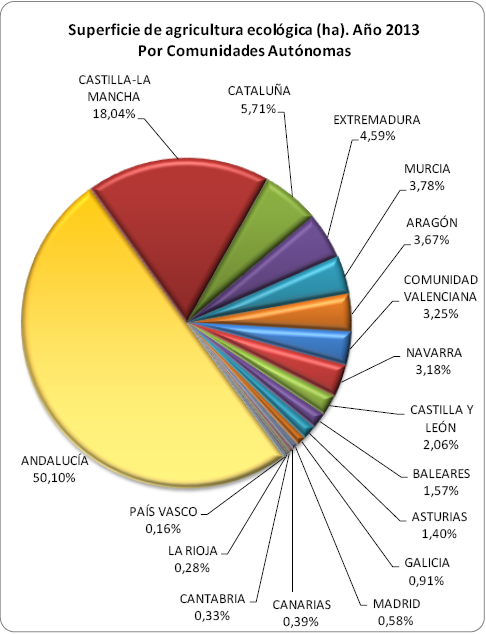 Superficie de agricultura ecológica (ha). Año 2013
Por Comunidades Autónomas
CASTILLA-LA
MANCHA
18,04%
CATALUÑA
5,71%
EXTREMADURA
4,59%
MURCIA
3,78%
ARAGÓN
3,67%
COMUNIDAD
VALENCIANA
3,25%
NAVARRA
3,18%
CASTILLA Y
LEÓN
2,06%
BALEARES
1,57%
ASTURIAS
1,40%
GALICIA
0,91%
MADRID
0,58%
CANARIAS
0,39%
CANTABRIA
0,33%
LA RIOJA
0,28%
PAÍS VASCO
0,16%
ANDALUCÍA
50,10%